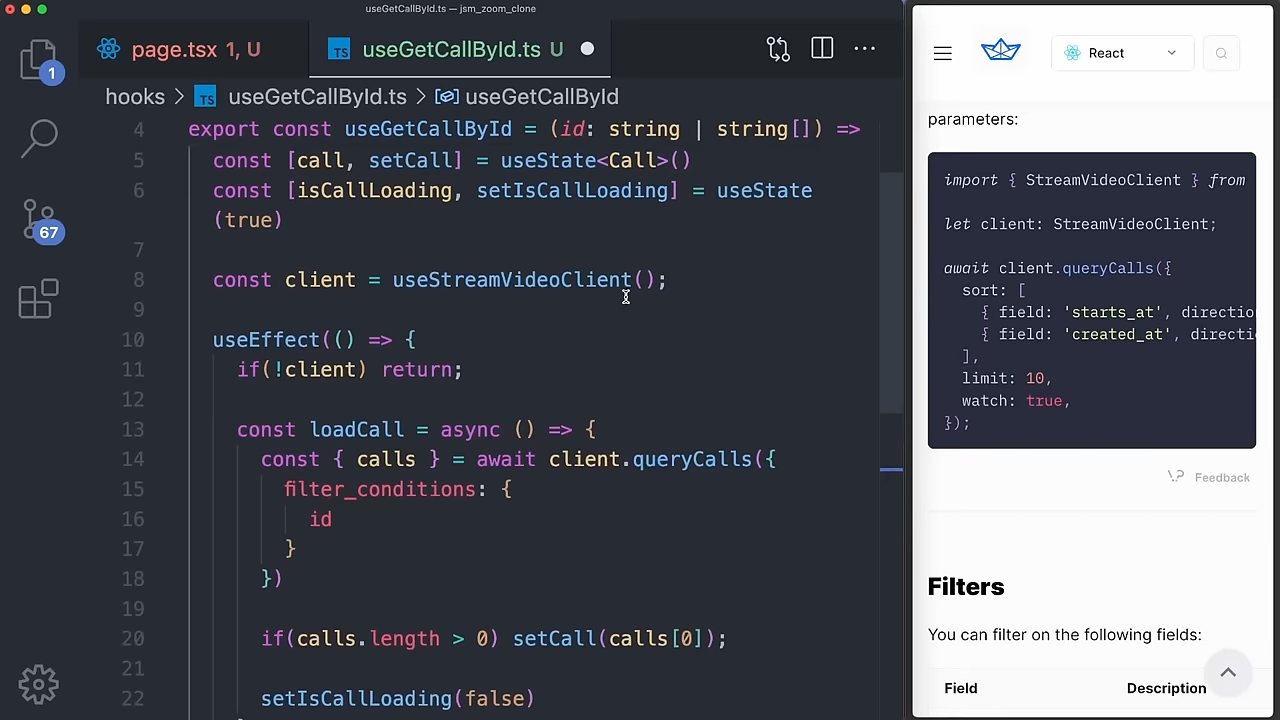 useGetCallById.ts — jsm_zoom_clone
1
67
page.tsx 1, U
TS useGetCallById.ts U
hooks > TS useGetCallById.ts > useGetCallById
4 export const useGetCallById = (id: string | string[]) =>
5 const [call, setCall] = useState<Call>()
6 const [isCallLoading, setIsCallLoading] = useState
(true)
7
8 const client = useStreamVideoClient();
9
10 useEffect(() => {
11 if(!client) return;
12
13 const loadCall = async () => {
14 const { calls } = await client.queryCalls({
15 filter_conditions: {
16 id
17 }
18 })
19
20 if(calls.length > 0) setCall(calls[0]);
21
22 setIsCallLoading(false)
React
parameters:
import { StreamVideoClient } from
let client: StreamVideoClient;
await client.queryCalls({
sort: [
{ field: 'starts_at', directio
{ field: 'created_at', directi
],
limit: 10,
watch: true,
});
Feedback
Filters
You can filter on the following fields:
Field Description